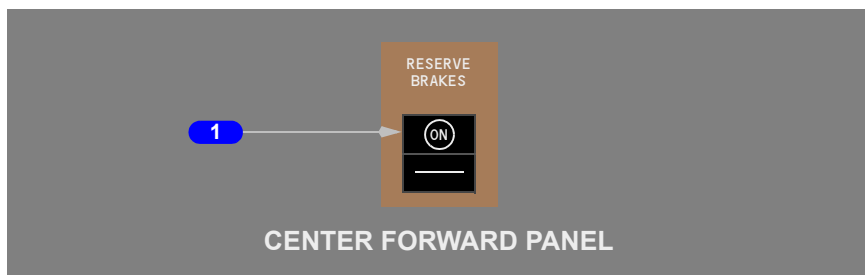 RESERVE
BRAKES
1
ON
CENTER FORWARD PANEL